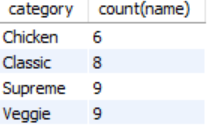 category count(name)
Chicken 6
Classic 8
Supreme 9
Veggie 9